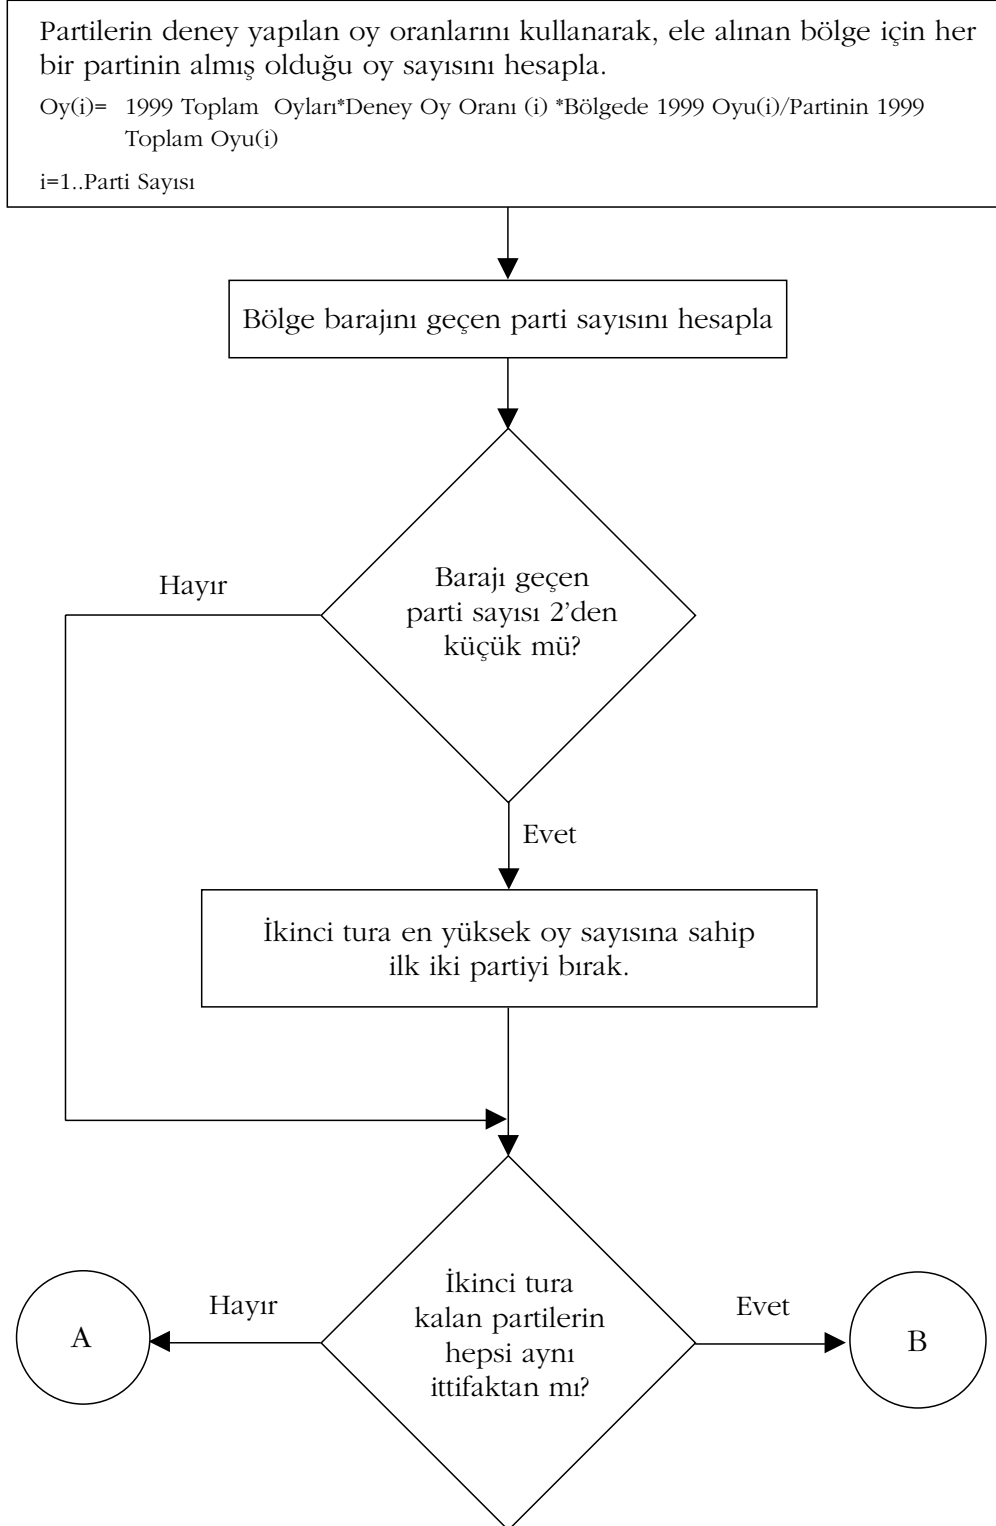 Partilerin deney yapılan oy oranlarını kullanarak, ele alınan bölge için her
bir partinin almış olduğu oy sayısını hesapla.
Oy(i)= 1999 Toplam Oyları*Deney Oy Oranı (i) *Bölgede 1999 Oyu(i)/Partinin 1999
Toplam Oyu(i)
i=1..Parti Sayısı
Bölge barajını geçen parti sayısını hesapla
Hayır
Barajı geçen
parti sayısı 2’den
küçük mü?
Evet
İkinci tura en yüksek oy sayısına sahip
ilk iki partiyi bırak.
A
Hayır
İkinci tura
kalan partilerin
hepsi aynı
ittifaktan mı?
Evet
B